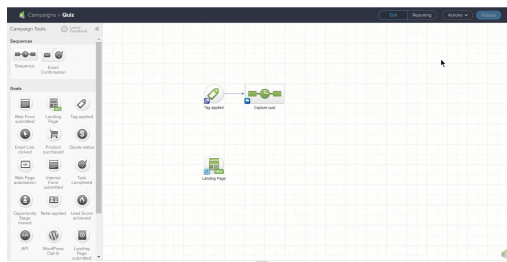 Campaigns › Quiz
Edit Reporting Actions Publish
Campaign Tools
Sequences
Sequence Email Confirmation
Goals
Web Form submitted Landing Page Tag applied
Email Link clicked Product purchased Quote status
Web Page automation Internal Form submitted Task completed
Opportunity Stage moved Note applied Lead Score achieved
API WordPress Opt-In Landing Page submitted
Tag applied Capture quiz
Landing Page